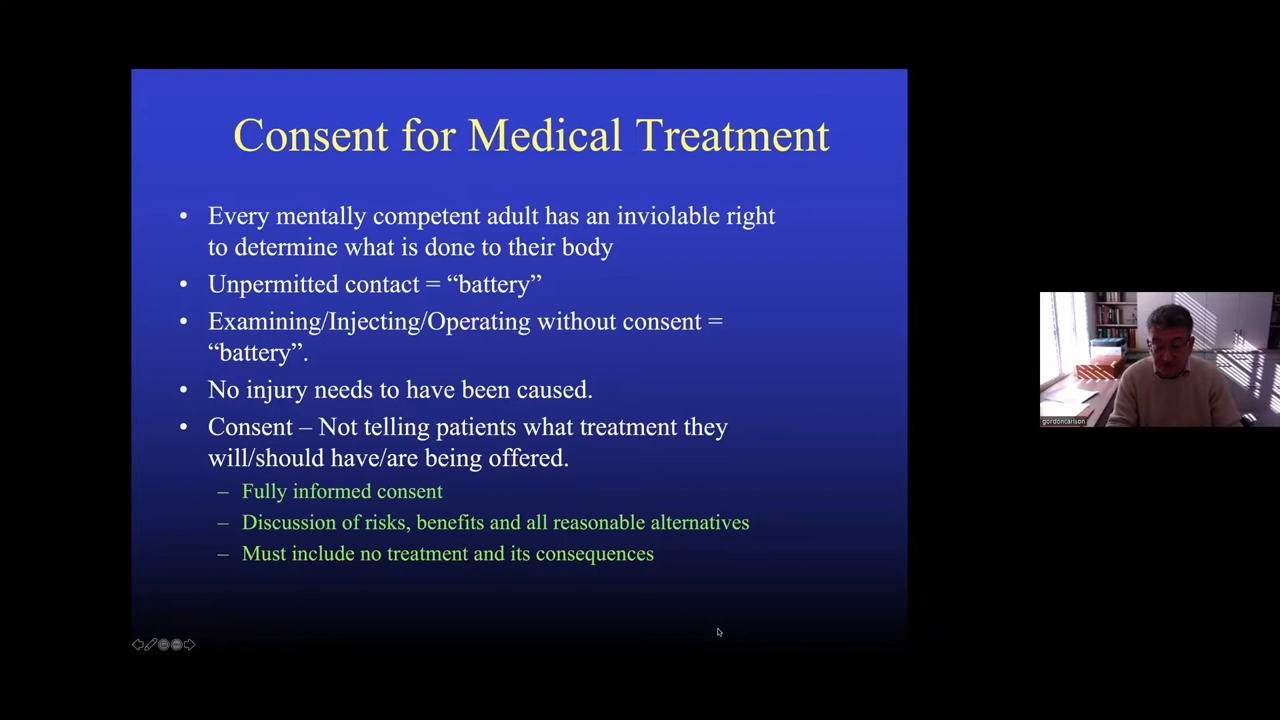 Consent for Medical Treatment
• Every mentally competent adult has an inviolable right
to determine what is done to their body
• Unpermitted contact = “battery”
• Examining/Injecting/Operating without consent =
“battery”.
• No injury needs to have been caused.
• Consent – Not telling patients what treatment they
will/should have/are being offered.
– Fully informed consent
– Discussion of risks, benefits and all reasonable alternatives
– Must include no treatment and its consequences
gordoncarlson